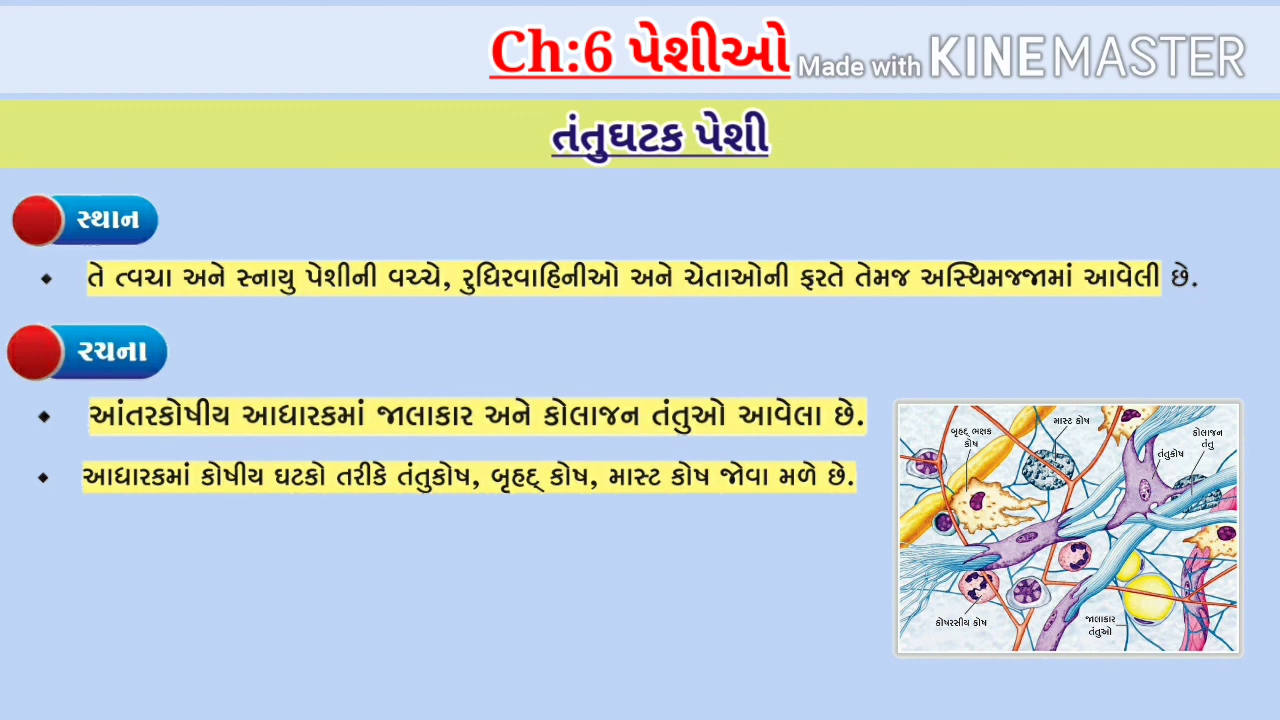 Ch:6 પેશીઓ
Made with KINEMASTER
તંતુઘટક પેશી
સ્થાન
◆ તે ત્વચા અને સ્નાયુ પેશીની વચ્ચે, રુધિરવાહિનીઓ અને ચેતાઓની ફરતે તેમજ અસ્થિમજ્જામાં આવેલી છે.
રચના
◆ આંતરકોષીય આધારકમાં જાલાકાર અને કોલાજન તંતુઓ આવેલા છે.
◆ આધારકમાં કોષીય ઘટકો તરીકે તંતુકોષ, બૃહદ્ કોષ, માસ્ટ કોષ જોવા મળે છે.
બૃહદ્ ભક્ષક
કોષ
માસ્ટ કોષ
કોલાજન
તંતુ
તંતુકોષ
કોષરસીય કોષ
જાલાકાર
તંતુઓ